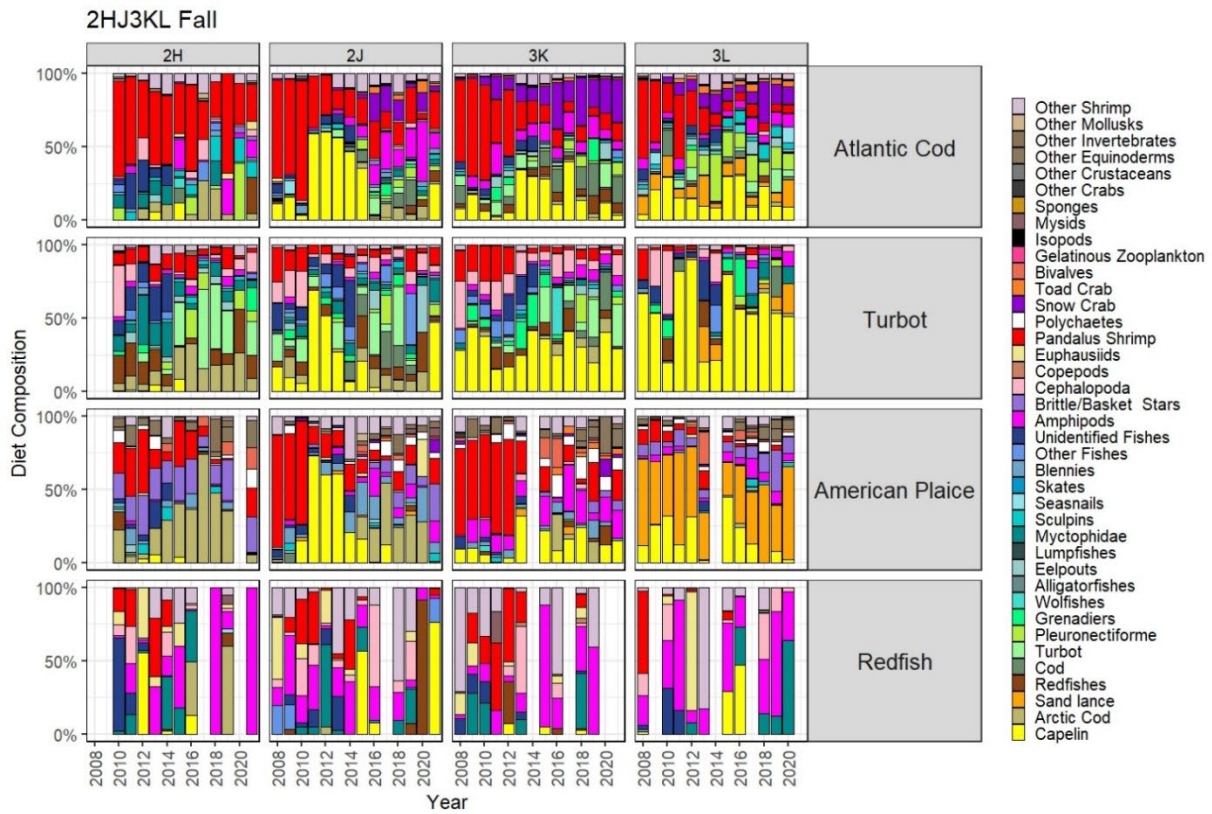 2HJ3KL Fall
2H 2J 3K 3L
100%
50%
0%
Atlantic Cod
100%
50%
0%
Turbot
100%
50%
0%
American Plaice
100%
50%
0%
Redfish
Diet Composition
2008 2010 2012 2014 2016 2018 2020 2008 2010 2012 2014 2016 2018 2020 2008 2010 2012 2014 2016 2018 2020 2008 2010 2012 2014 2016 2018 2020
Year
Other Shrimp
Other Mollusks
Other Invertebrates
Other Equinoderms
Other Crustaceans
Other Crabs
Sponges
Mysids
Isopods
Gelatinous Zooplankton
Bivalves
Toad Crab
Snow Crab
Polychaetes
Pandalus Shrimp
Euphausiids
Copepods
Cephalopoda
Brittle/Basket Stars
Amphipods
Unidentified Fishes
Other Fishes
Blennies
Skates
Seasnails
Sculpins
Myctophidae
Lumpfishes
Eelpouts
Alligatorfishes
Wolfishes
Grenadiers
Pleuronectiforme
Turbot
Cod
Redfishes
Sand lance
Arctic Cod
Capelin